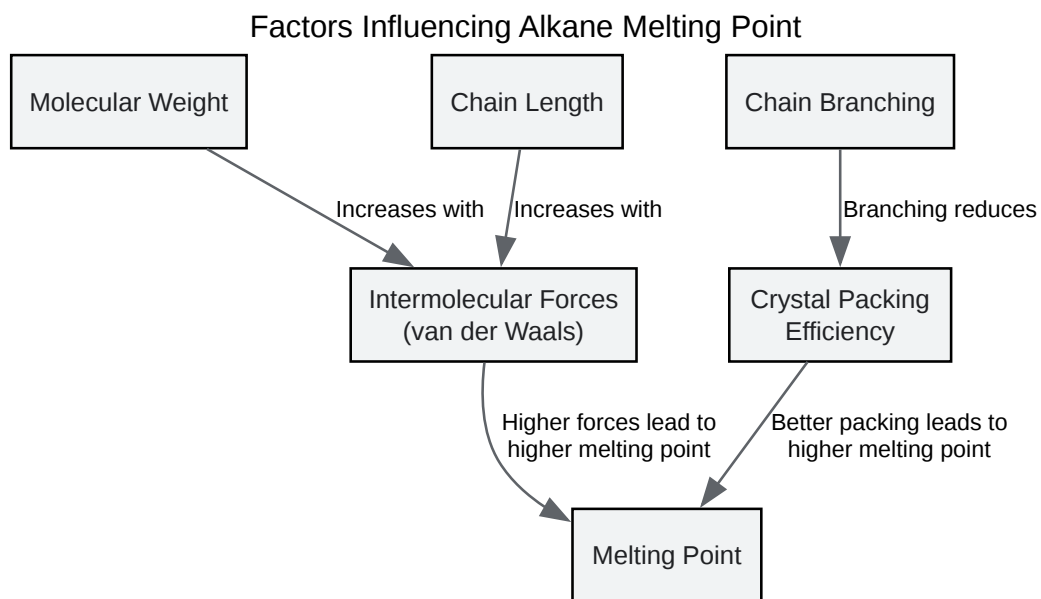 Factors Influencing Alkane Melting Point
Molecular Weight
Chain Length
Chain Branching
Increases with
Increases with
Branching reduces
Intermolecular Forces
(van der Waals)
Crystal Packing
Efficiency
Higher forces lead to
higher melting point
Better packing leads to
higher melting point
Melting Point